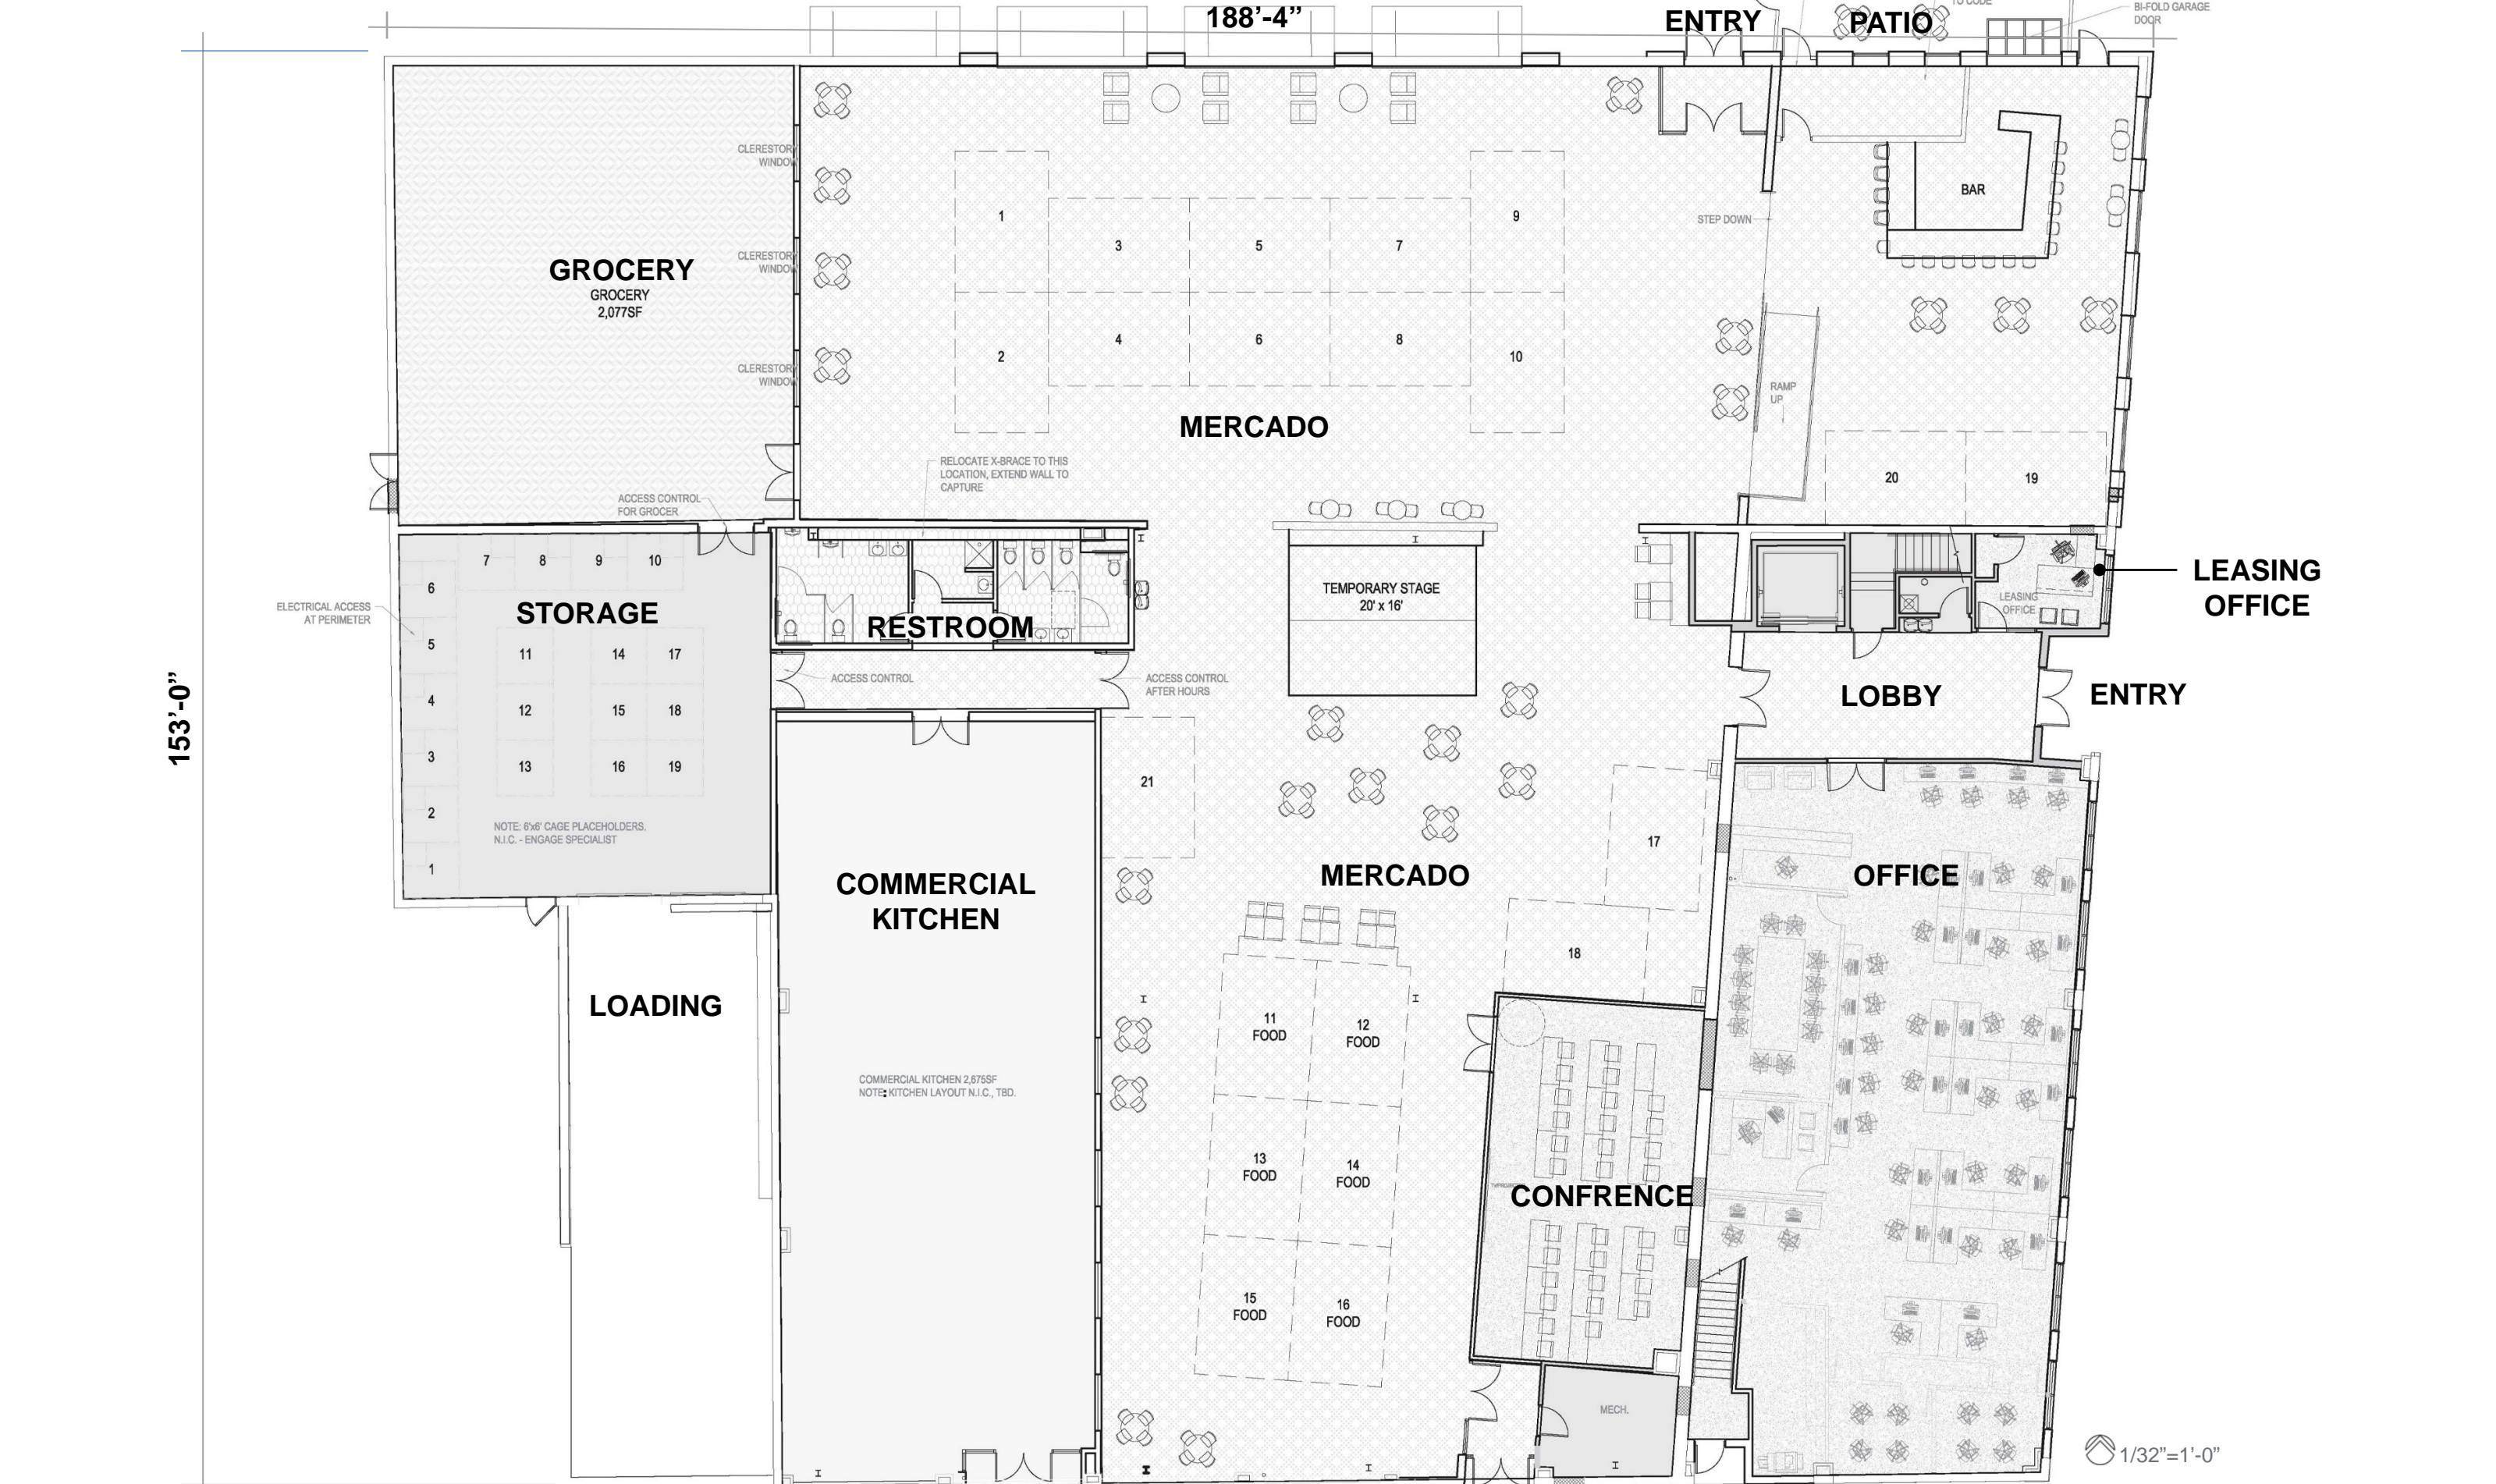 188’-4”
ENTRY
PATIO
TO CODE
BI-FOLD GARAGE
DOOR
CLERESTORY
WINDOW
BAR
1
3
5
7
9
STEP DOWN
GROCERY
GROCERY
2,077SF
CLERESTORY
WINDOW
2
4
6
8
10
CLERESTORY
WINDOW
RAMP
UP
MERCADO
RELOCATE X-BRACE TO THIS
LOCATION, EXTEND WALL TO
CAPTURE
20
19
ACCESS CONTROL
FOR GROCER
7
8
9
10
6
ELECTRICAL ACCESS
AT PERIMETER
STORAGE
RESTROOM
TEMPORARY STAGE
20' x 16'
LEASING
OFFICE
LEASING
OFFICE
5
11
14
17
ACCESS CONTROL
ACCESS CONTROL
AFTER HOURS
LOBBY
ENTRY
4
12
15
18
153’-0”
3
13
16
19
21
2
NOTE: 6'x6' CAGE PLACEHOLDERS.
N.I.C. - ENGAGE SPECIALIST
1
17
COMMERCIAL
KITCHEN
MERCADO
OFFICE
18
LOADING
11
FOOD
12
FOOD
COMMERCIAL KITCHEN 2,675SF
NOTE: KITCHEN LAYOUT N.I.C., TBD.
13
FOOD
14
FOOD
CONFRENCE
15
FOOD
16
FOOD
MECH.
1/32”=1’-0”